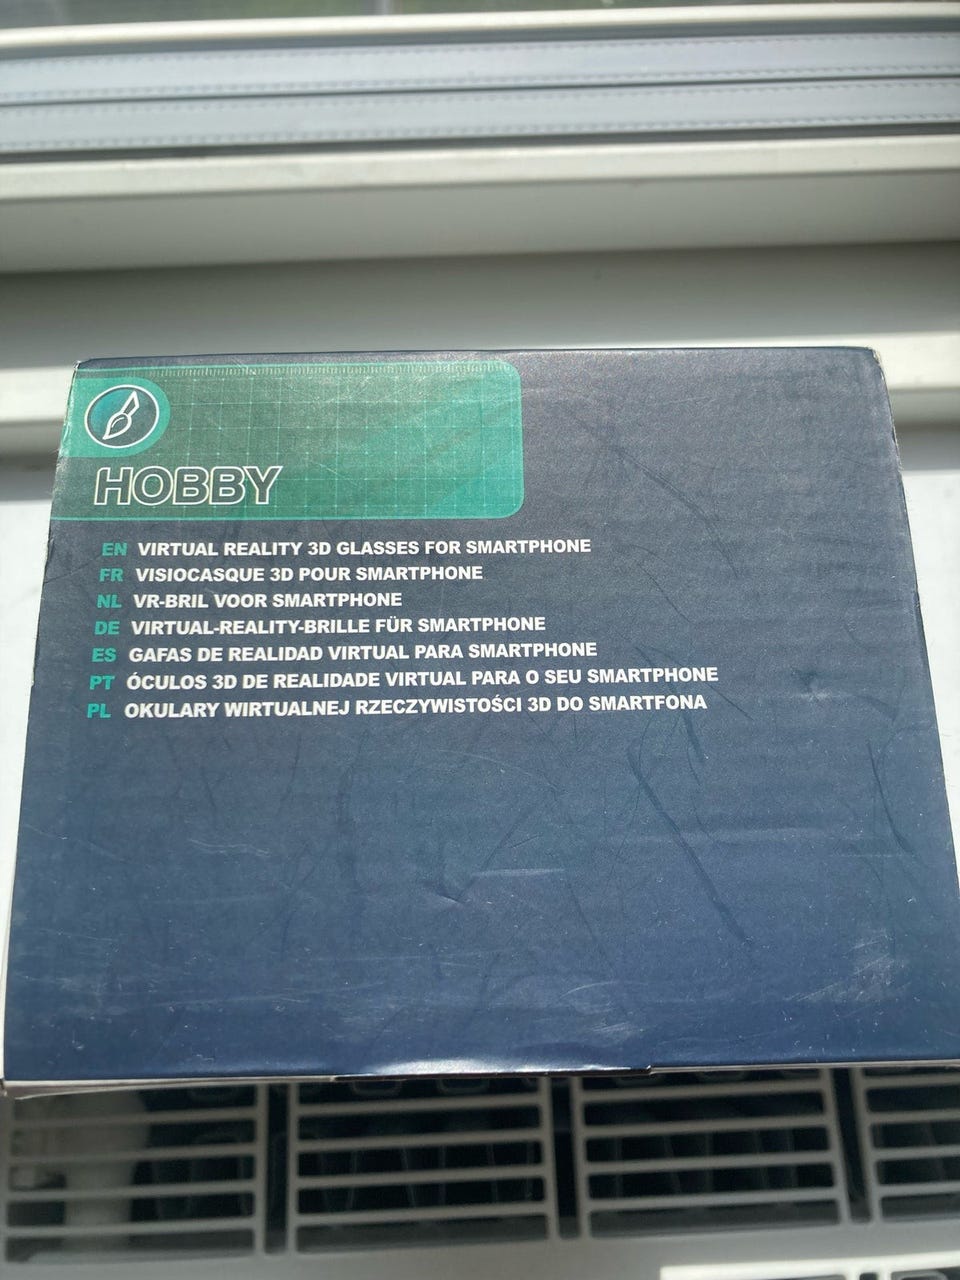 HOBBY
EN VIRTUAL REALITY 3D GLASSES FOR SMARTPHONE
FR VISIOCASQUE 3D POUR SMARTPHONE
NL VR-BRIL VOOR SMARTPHONE
DE VIRTUAL-REALITY-BRILLE FÜR SMARTPHONE
ES GAFAS DE REALIDAD VIRTUAL PARA SMARTPHONE
PT ÓCULOS 3D DE REALIDADE VIRTUAL PARA O SEU SMARTPHONE
PL OKULARY WIRTUALNEJ RZECZYWISTOŚCI 3D DO SMARTFONA